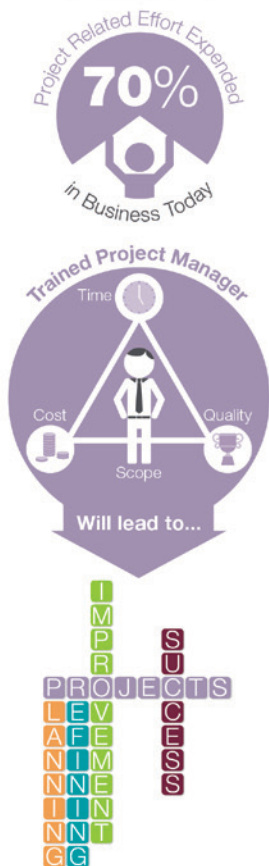 Project Related Effort Expended
70%
in Business Today
Trained Project Manager
Time
Cost
Quality
Scope
Will lead to...
IMPROVEMENT
SUCCESS
PROJECTS
PLANNING
REFINING